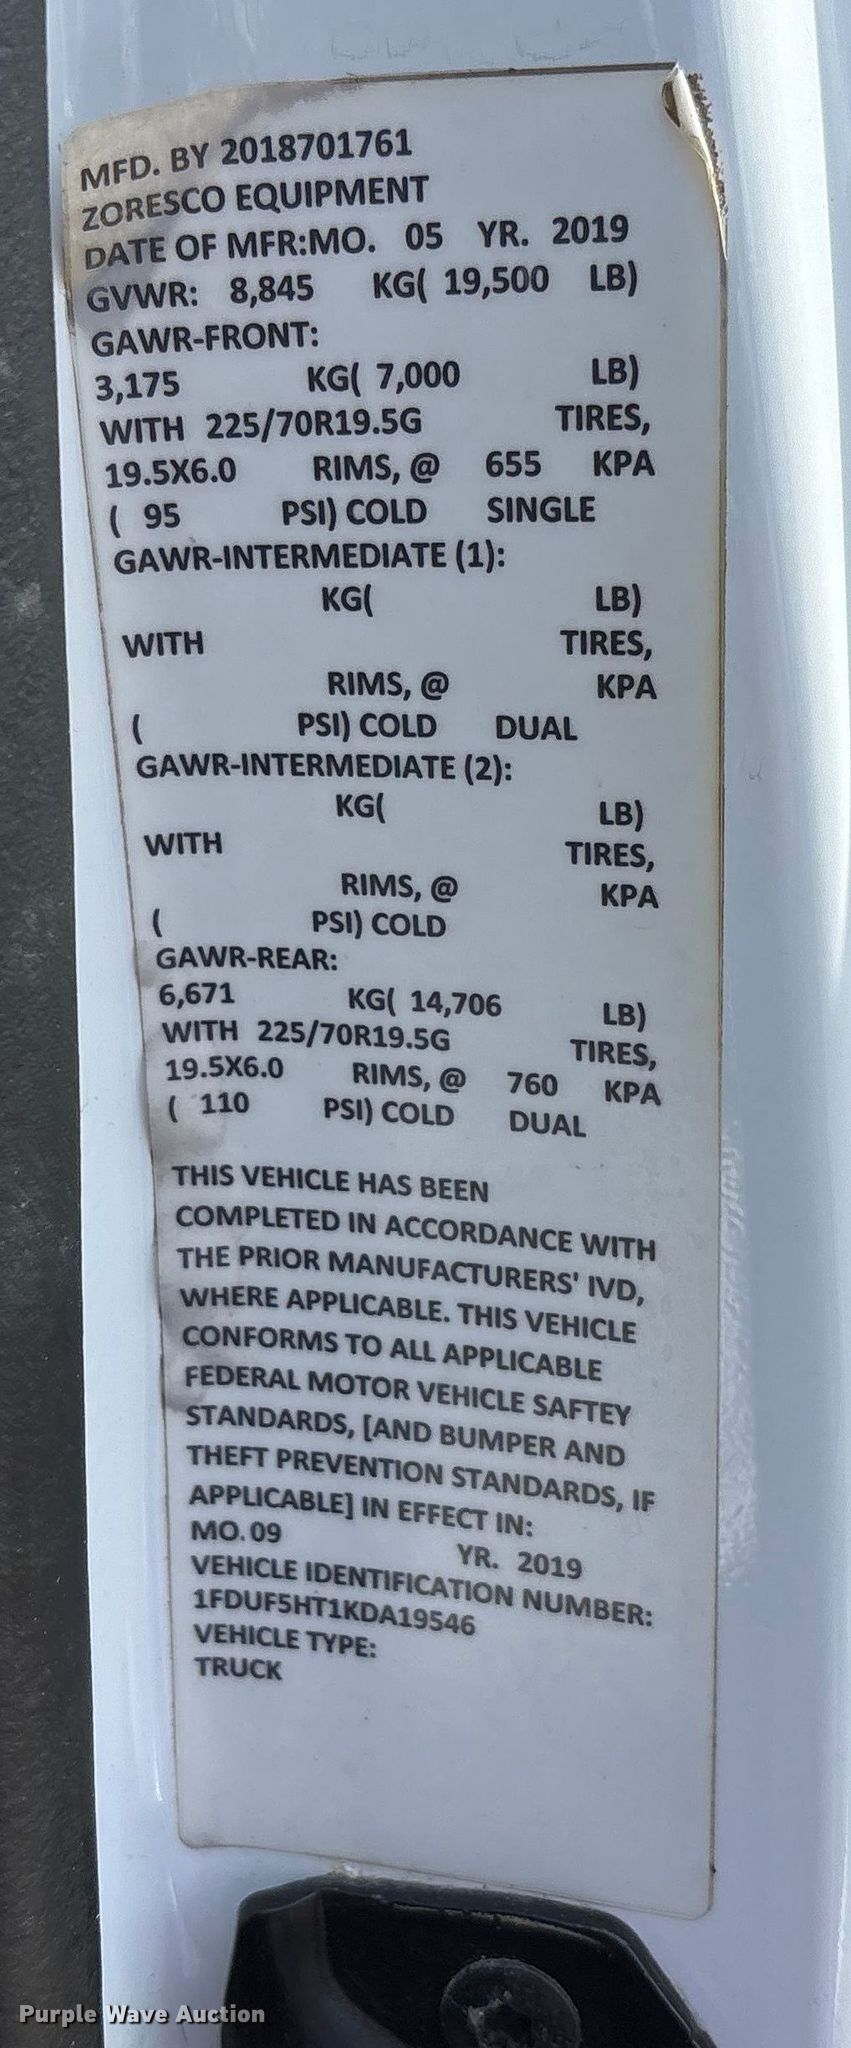 MFD. BY 2018701761
ZORESCO EQUIPMENT
DATE OF MFR:MO. 05 YR. 2019
GVWR: 8,845 KG( 19,500 LB)
GAWR-FRONT:
3,175 KG( 7,000 LB)
WITH 225/70R19.5G TIRES,
19.5X6.0 RIMS, @ 655 KPA
( 95 PSI) COLD SINGLE
GAWR-INTERMEDIATE (1):
KG( LB)
WITH TIRES,
RIMS, @ KPA
( PSI) COLD DUAL
GAWR-INTERMEDIATE (2):
KG( LB)
WITH TIRES,
RIMS, @ KPA
( PSI) COLD
GAWR-REAR:
6,671 KG( 14,706 LB)
WITH 225/70R19.5G TIRES,
19.5X6.0 RIMS, @ 760 KPA
( 110 PSI) COLD DUAL
THIS VEHICLE HAS BEEN
COMPLETED IN ACCORDANCE WITH
THE PRIOR MANUFACTURERS' IVD,
WHERE APPLICABLE. THIS VEHICLE
CONFORMS TO ALL APPLICABLE
FEDERAL MOTOR VEHICLE SAFTEY
STANDARDS, [AND BUMPER AND
THEFT PREVENTION STANDARDS, IF
APPLICABLE] IN EFFECT IN:
MO. 09 YR. 2019
VEHICLE IDENTIFICATION NUMBER:
1FDUF5HT1KDA19546
VEHICLE TYPE:
TRUCK
Purple Wave Auction